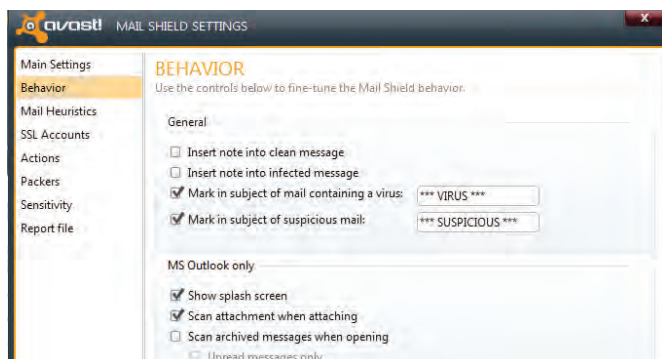 avast! MAIL SHIELD SETTINGS
x
Main Settings
Behavior
Mail Heuristics
SSL Accounts
Actions
Packers
Sensitivity
Report file
BEHAVIOR
Use the controls below to fine-tune the Mail Shield behavior.
General
Insert note into clean message
Insert note into infected message
Mark in subject of mail containing a virus: *** VIRUS ***
Mark in subject of suspicious mail: *** SUSPICIOUS ***
MS Outlook only
Show splash screen
Scan attachment when attaching
Scan archived messages when opening
Unread messages only